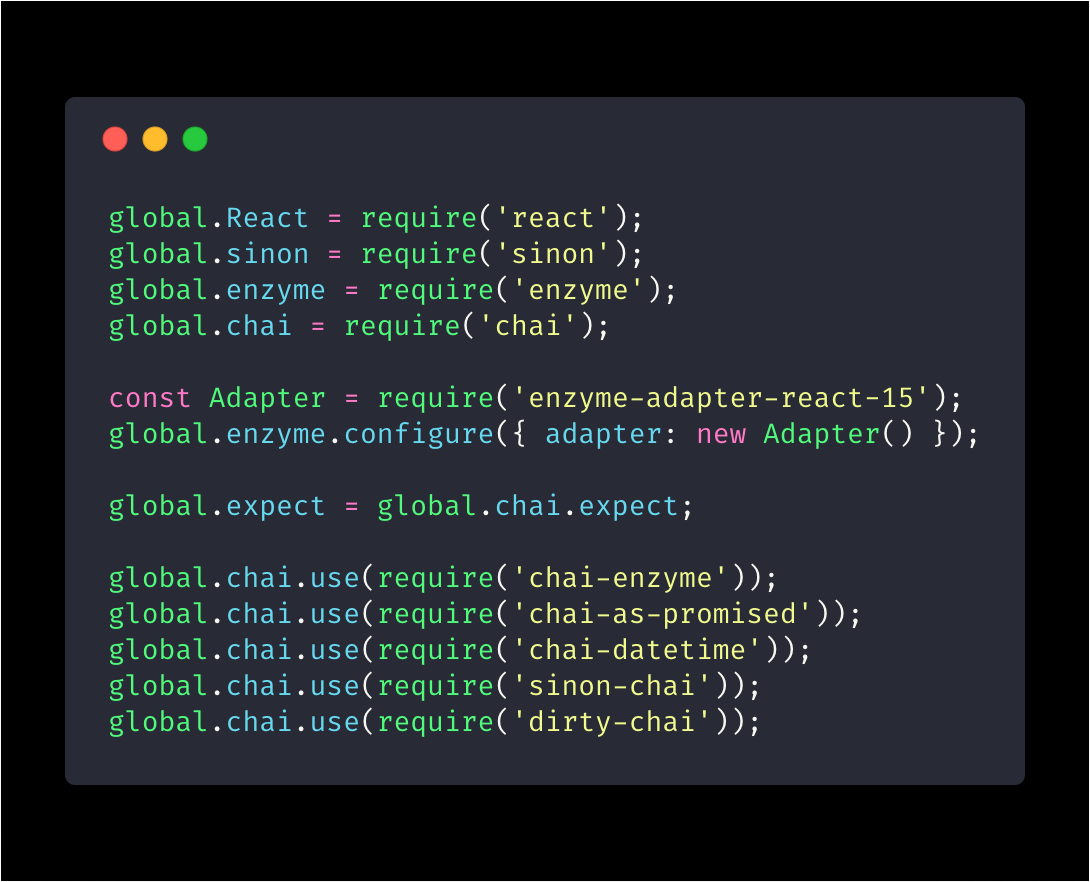 global.React = require('react');
global.sinon = require('sinon');
global.enzyme = require('enzyme');
global.chai = require('chai');

const Adapter = require('enzyme-adapter-react-15');
global.enzyme.configure({ adapter: new Adapter() });

global.expect = global.chai.expect;

global.chai.use(require('chai-enzyme'));
global.chai.use(require('chai-as-promised'));
global.chai.use(require('chai-datetime'));
global.chai.use(require('sinon-chai'));
global.chai.use(require('dirty-chai'));